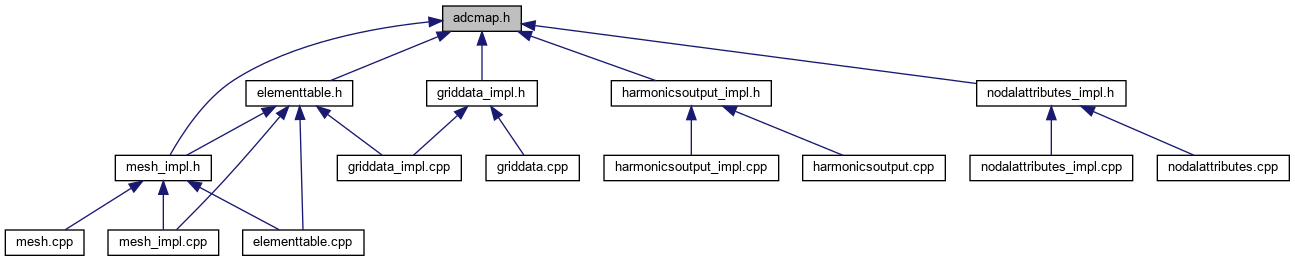 adcmap.h
elementtable.h
griddata_impl.h
harmonicsoutput_impl.h
nodalattributes_impl.h
mesh_impl.h
griddata_impl.cpp
griddata.cpp
harmonicsoutput_impl.cpp
harmonicsoutput.cpp
nodalattributes_impl.cpp
nodalattributes.cpp
mesh.cpp
mesh_impl.cpp
elementtable.cpp